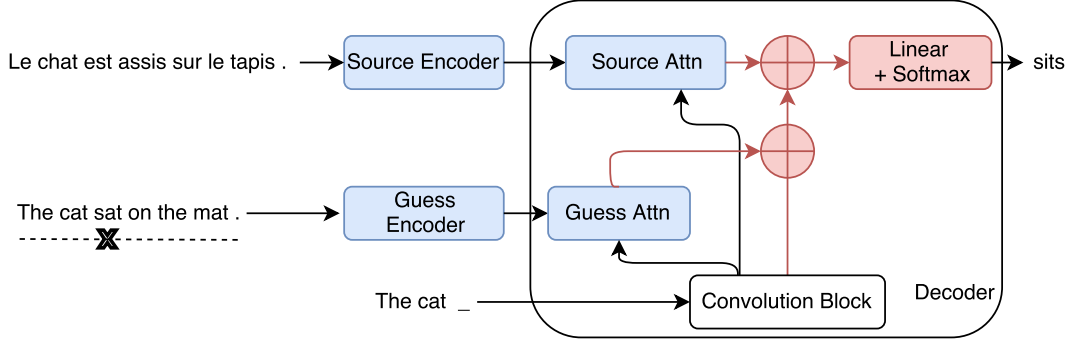 Le chat est assis sur le tapis .
Source Encoder
Source Attn
Linear
+ Softmax
sits
The cat sat on the mat .
X
Guess
Encoder
Guess Attn
The cat _
Convolution Block
Decoder